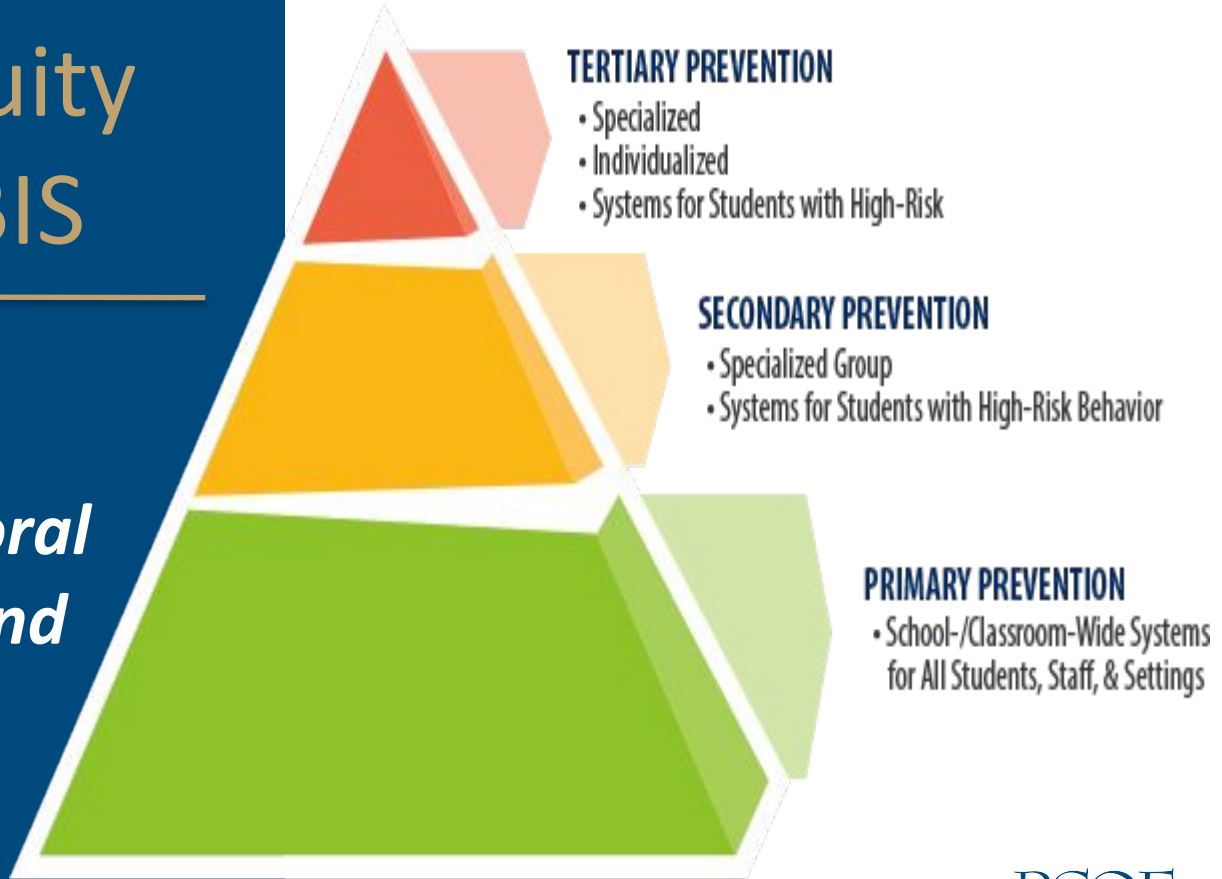 uity
BIS
oral
nd
TERTIARY PREVENTION
• Specialized
• Individualized
• Systems for Students with High-Risk
SECONDARY PREVENTION
• Specialized Group
• Systems for Students with High-Risk Behavior
PRIMARY PREVENTION
• School-/Classroom-Wide Systems
for All Students, Staff, & Settings